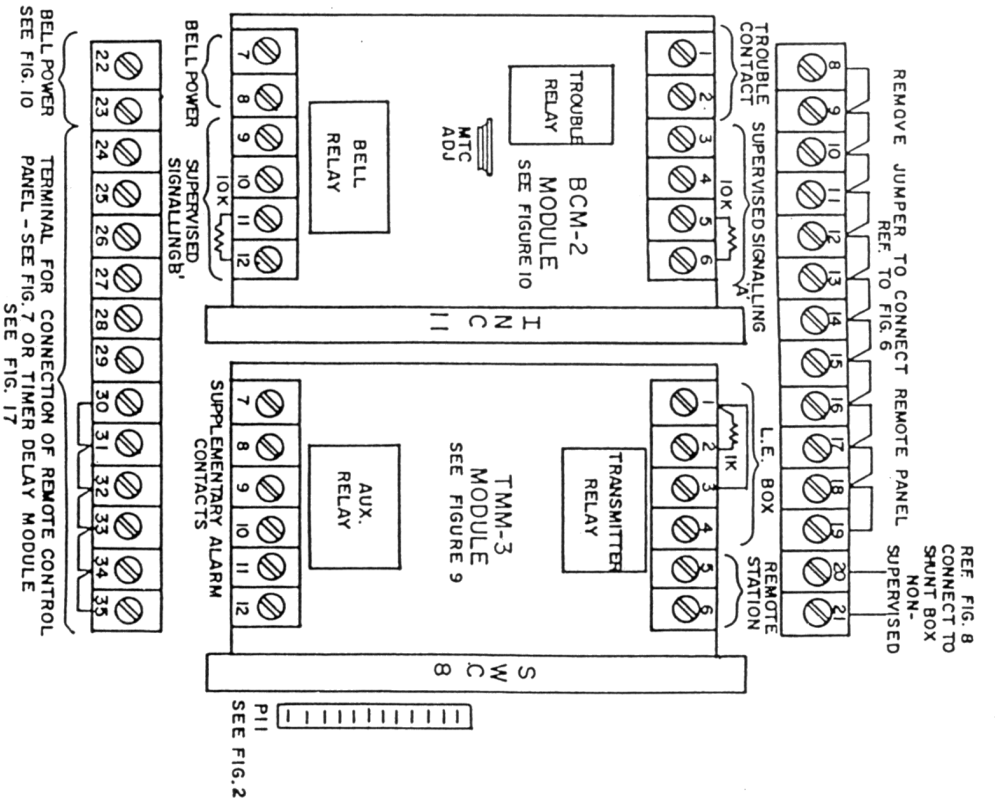 REF. FIG. 8
CONNECT TO
SHUNT BOX
NON-
SUPERVISED
REMOVE JUMPER TO CONNECT REMOTE PANEL
REF. TO FIG. 6
8 9 10 11 12 13 14 15 16 17 18 19 20 21
TROUBLE
CONTACT
SUPERVISED SIGNALLING
'A'
10K
1 2 3 4 5 6
TROUBLE
RELAY
MTC
ADJ
BCM-2
MODULE
SEE FIGURE 10
BELL
RELAY
7 8 9 10 11 12
10K
BELL POWER
SUPERVISED
SIGNALLING b'
I N C 11
L.E. BOX
REMOTE
STATION
1K
1 2 3 4 5 6
TRANSMITTER
RELAY
TMM-3
MODULE
SEE FIGURE 9
AUX.
RELAY
7 8 9 10 11 12
SUPPLEMENTARY ALARM
CONTACTS
S W C 8
P11
SEE FIG. 2
22 23 24 25 26 27 28 29 30 31 32 33 34 35
BELL POWER
SEE FIG. 10
TERMINAL FOR CONNECTION OF REMOTE CONTROL
PANEL - SEE FIG. 7 OR TIMER DELAY MODULE
SEE FIG. 17